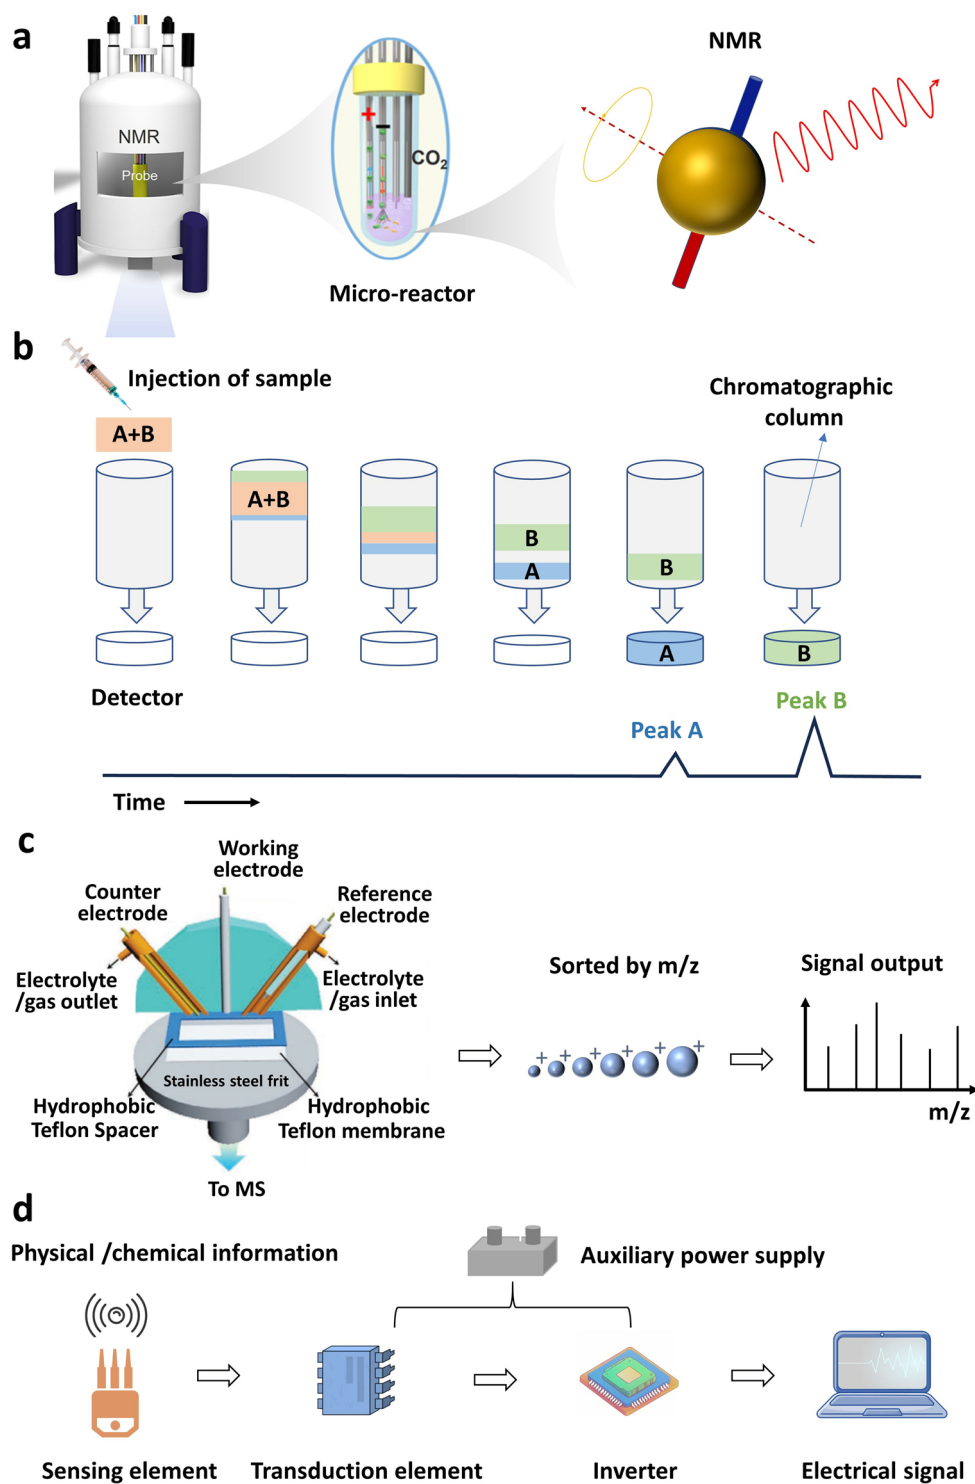 a
NMR
NMR
Probe
+
−
CO2
Micro-reactor
b
Injection of sample
Chromatographic
column
A+B
A+B
B
A
B
A
B
Detector
Peak A
Peak B
Time
c
Working
electrode
Counter
electrode
Reference
electrode
Electrolyte
/gas outlet
Electrolyte
/gas inlet
Stainless steel frit
Hydrophobic
Teflon Spacer
Hydrophobic
Teflon membrane
To MS
Sorted by m/z
+ + + + + +
Signal output
m/z
d
Physical /chemical information
Auxiliary power supply
Sensing element
Transduction element
Inverter
Electrical signal